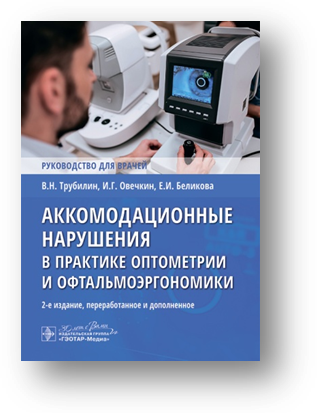 РУКОВОДСТВО ДЛЯ ВРАЧЕЙ
В.Н. Трубилин, И.Г. Овечкин, Е.И. Беликова
АККОМОДАЦИОННЫЕ
НАРУШЕНИЯ
В ПРАКТИКЕ ОПТОМЕТРИИ
И ОФТАЛЬМОЭРГОНОМИКИ
2-е издание, переработанное и дополненное
ИЗДАТЕЛЬСКАЯ ГРУППА
«ГЭОТАР-Медиа»